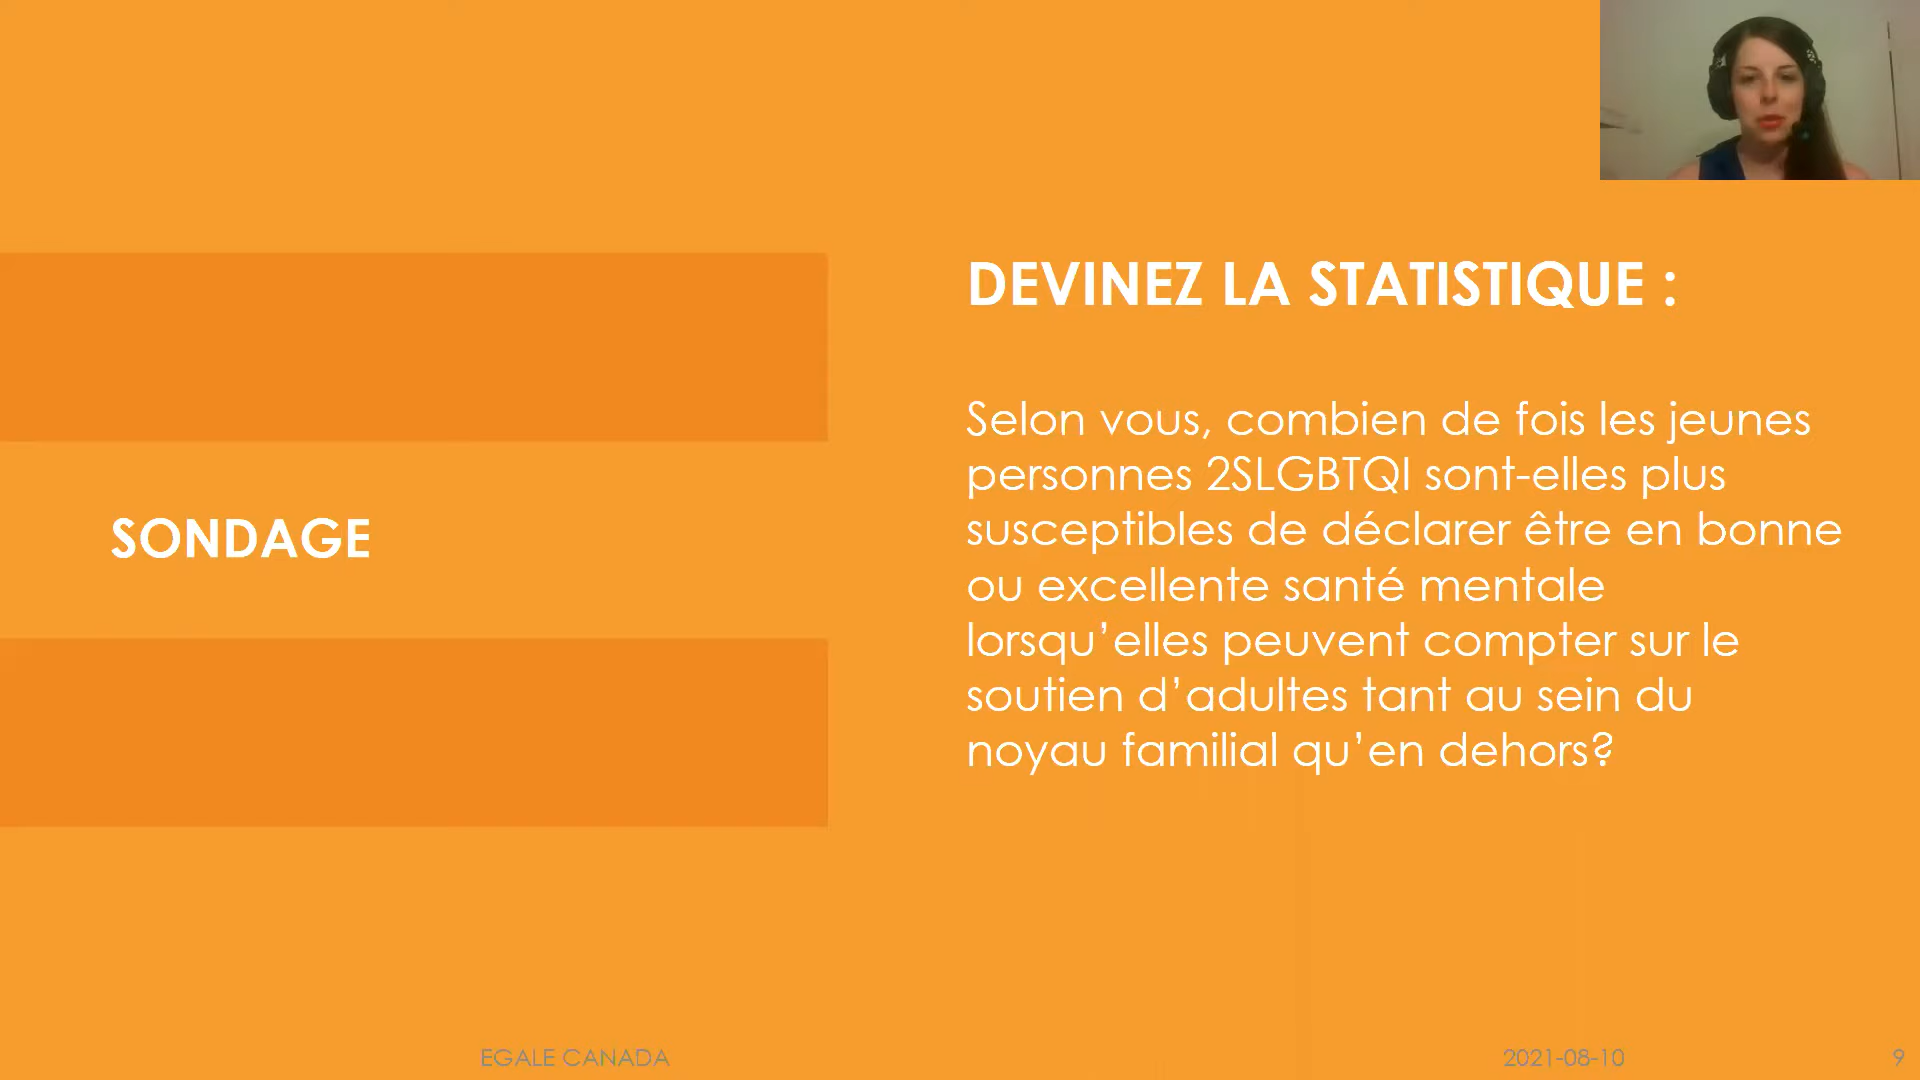 DEVINEZ LA STATISTIQUE :
Selon vous, combien de fois les jeunes
personnes 2SLGBTQI sont-elles plus
susceptibles de déclarer être en bonne
ou excellente santé mentale
lorsqu’elles peuvent compter sur le
soutien d’adultes tant au sein du
noyau familial qu’en dehors?
SONDAGE
EGALE CANADA
2021-08-10
9